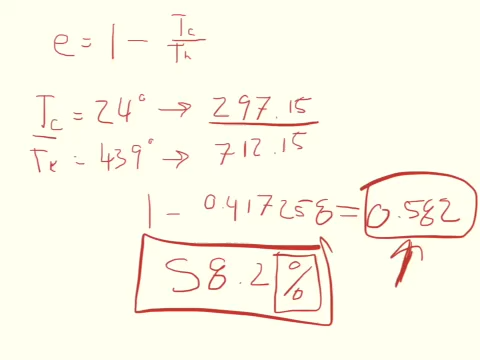 e = 1 - Tc/Th
Tc = 24° → 297.15
Th = 439° → 712.15
1 - 0.417258 = 0.582
58.2%